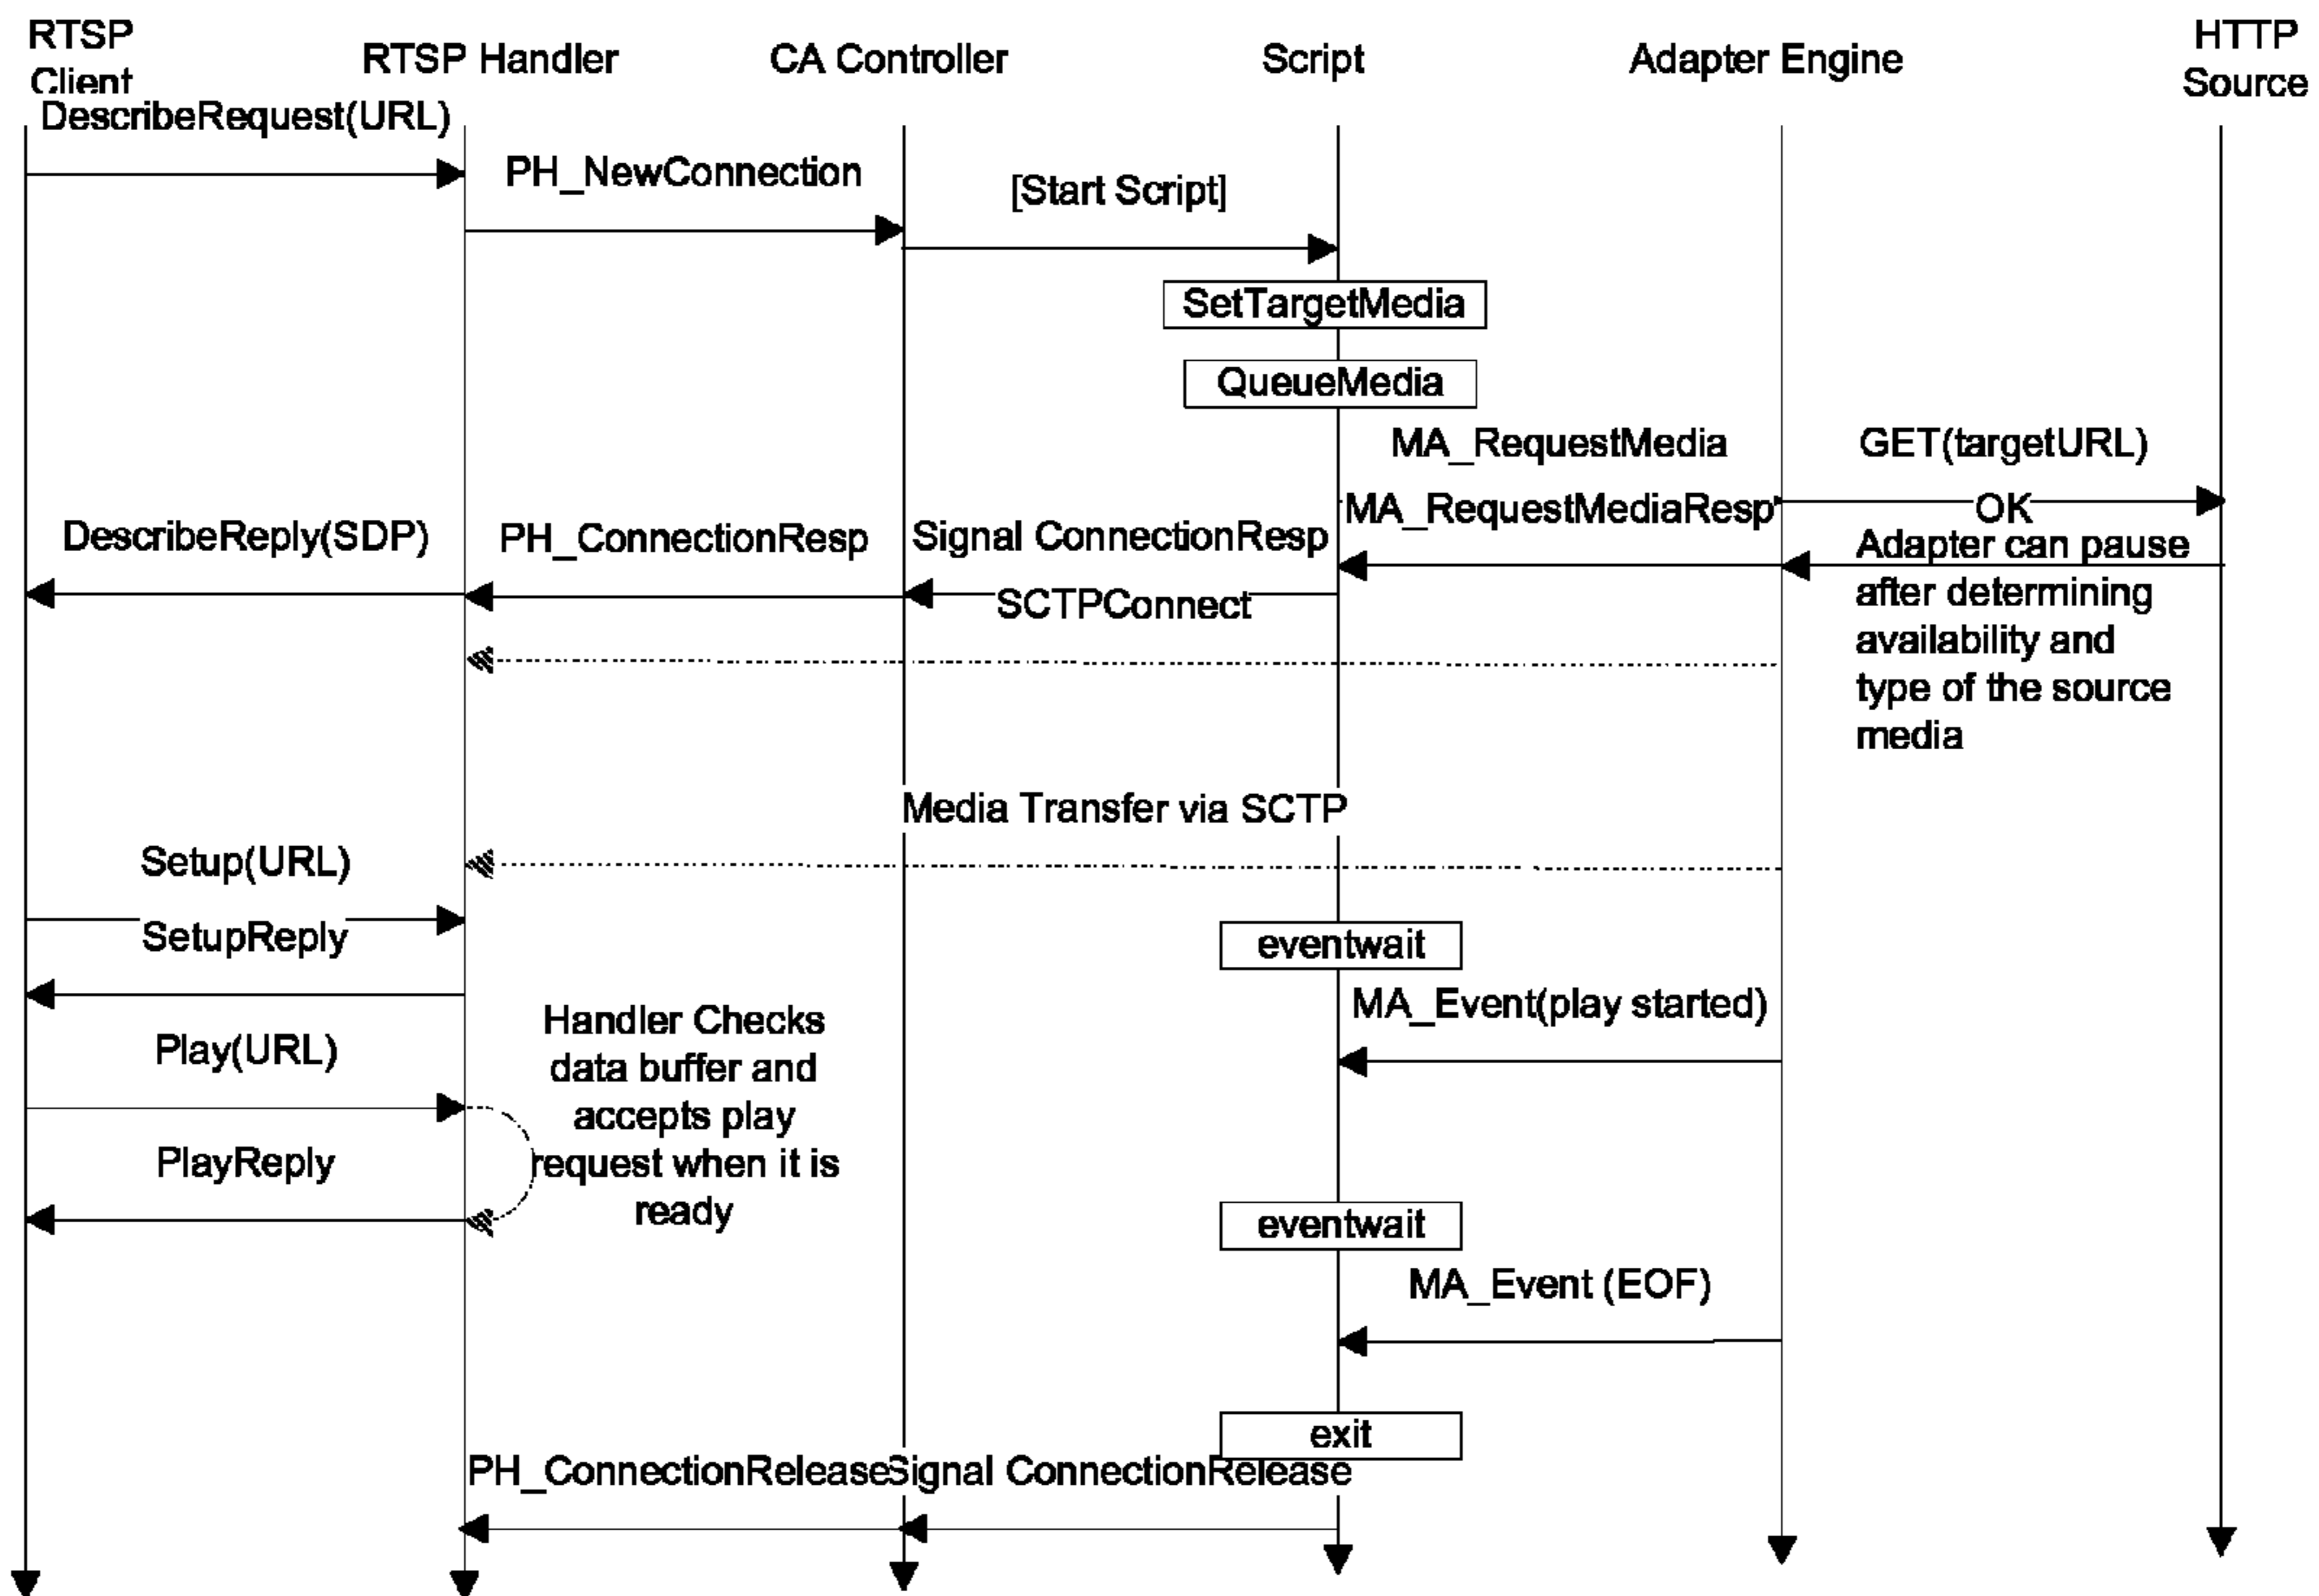 RTSP
Client
RTSP Handler
CA Controller
Script
Adapter Engine
HTTP
Source
DescribeRequest(URL)
PH_NewConnection
[Start Script]
SetTargetMedia
QueueMedia
MA_RequestMedia
GET(targetURL)
MA_RequestMediaResp
OK
DescribeReply(SDP)
PH_ConnectionResp
Signal ConnectionResp
SCTPConnect
Adapter can pause
after determining
availability and
type of the source
media
Media Transfer via SCTP
Setup(URL)
SetupReply
eventwait
MA_Event(play started)
Play(URL)
Handler Checks
data buffer and
accepts play
request when it is
ready
PlayReply
eventwait
MA_Event (EOF)
exit
PH_ConnectionRelease
Signal ConnectionRelease